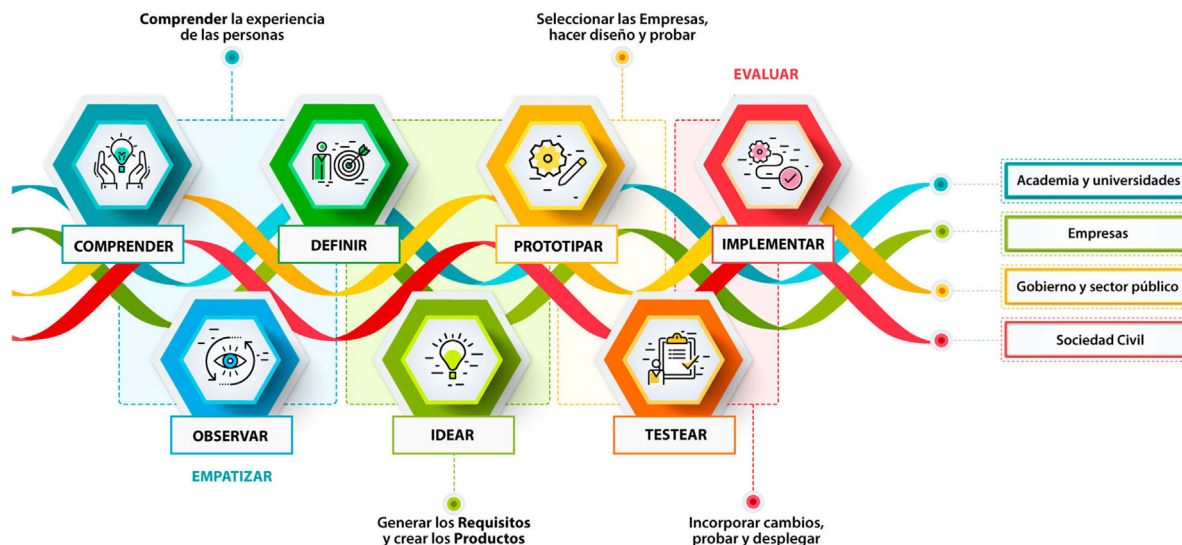 Comprender la experiencia
de las personas
Seleccionar las Empresas,
hacer diseño y probar
EVALUAR
COMPRENDER
DEFINIR
PROTOTIPAR
IMPLEMENTAR
OBSERVAR
IDEAR
TESTEAR
EMPATIZAR
Generar los Requisitos
y crear los Productos
Incorporar cambios,
probar y desplegar
Academia y universidades
Empresas
Gobierno y sector público
Sociedad Civil